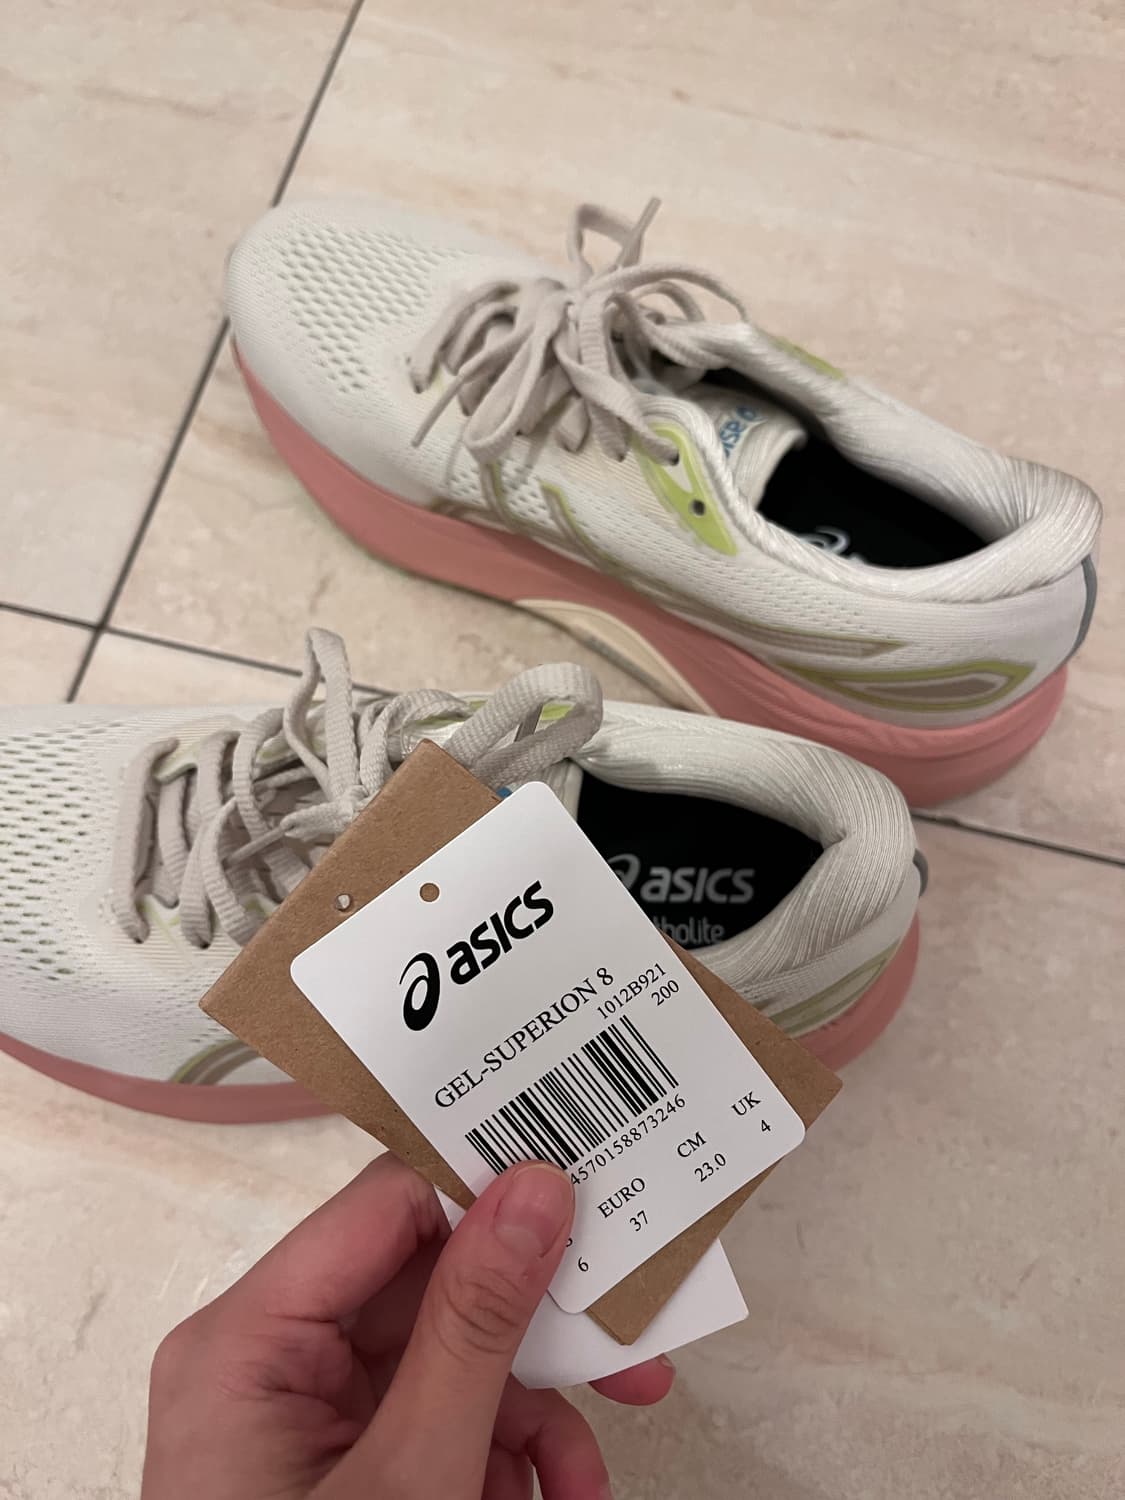 asics
asics
GEL-SUPERION 8
1012B921
200
4570158873246
EURO CM UK
6 37 23.0 4